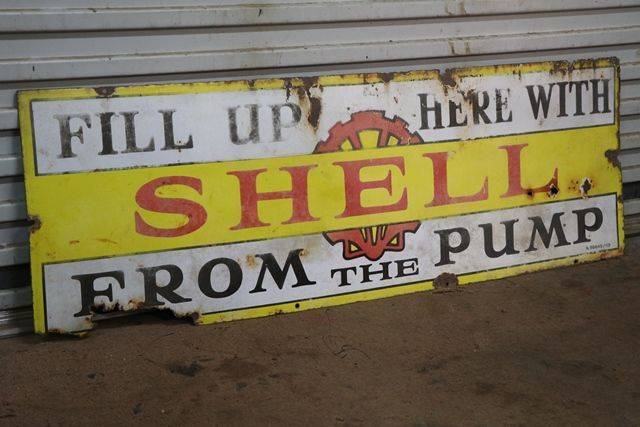 FILL UP HERE WITH
SHELL
FROM THE PUMP